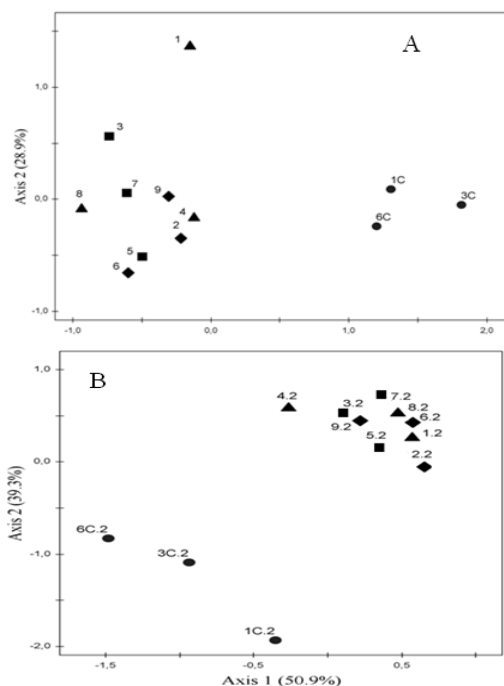 A
1
1,0
3
7
9
8
4
2
5
6
0,0
-1,0
1C
3C
6C
Axis 2 (28.9%)
-1,0 0,0 1,0 2,0
B
1,0
4.2
3.2
7.2
8.2
6.2
9.2
5.2
1.2
2.2
0,0
6C.2
3C.2
-1,0
1C.2
-2,0
Axis 2 (39.3%)
-1,5 -0,5 0,5
Axis 1 (50.9%)